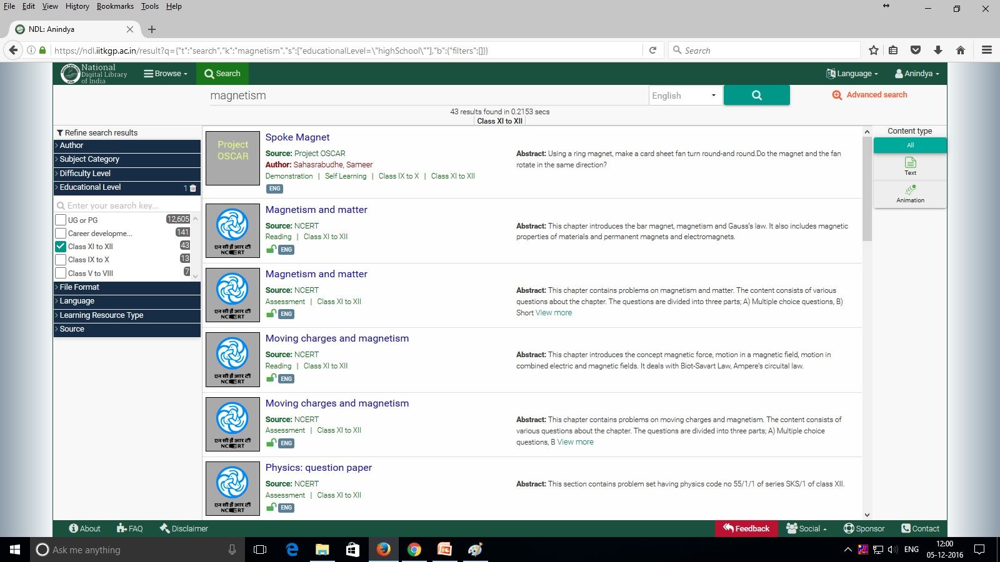 File Edit View History Bookmarks Tools Help
NDL: Anindya
https://ndl.iitkgp.ac.in/result?q={"t":"search","k":"magnetism","s":["educationalLevel=\"highSchool\""],"b":{"filters":[]}}
Search
National Digital Library of India
Browse
Search
Language
Anindya
magnetism
English
Advanced search
43 results found in 0.2153 secs
Class XI to XII
Refine search results
Author
Subject Category
Difficulty Level
Educational Level 1
Enter your search key...
UG or PG 12,605
Career developme... 141
Class XI to XII 43
Class IX to X 13
Class V to VIII 7
File Format
Language
Learning Resource Type
Source
Project
OSCAR
Spoke Magnet
Source: Project OSCAR
Author: Sahasrabudhe, Sameer
Demonstration | Self Learning | Class IX to X | Class XI to XII
ENG
Abstract: Using a ring magnet, make a card sheet fan turn round-and round.Do the magnet and the fan
rotate in the same direction?
एन सी ई आर टी
NCERT
Magnetism and matter
Source: NCERT
Reading | Class XI to XII
ENG
Abstract: This chapter introduces the bar magnet, magnetism and Gauss's law. It also includes magnetic
properties of materials and permanent magnets and electromagnets.
एन सी ई आर टी
NCERT
Magnetism and matter
Source: NCERT
Assessment | Class XI to XII
ENG
Abstract: This chapter contains problems on magnetism and matter. The content consists of various
questions about the chapter. The questions are divided into three parts; A) Multiple choice questions, B)
Short View more
एन सी ई आर टी
NCERT
Moving charges and magnetism
Source: NCERT
Reading | Class XI to XII
ENG
Abstract: This chapter introduces the concept magnetic force, motion in a magnetic field, motion in
combined electric and magnetic fields. It deals with Biot-Savart Law, Ampere's circuital law.
एन सी ई आर टी
NCERT
Moving charges and magnetism
Source: NCERT
Assessment | Class XI to XII
ENG
Abstract: This chapter contains problems on moving charges and magnetism. The content consists of
various questions about the chapter. The questions are divided into three parts; A) Multiple choice
questions, B View more
एन सी ई आर टी
NCERT
Physics: question paper
Source: NCERT
Assessment | Class XI to XII
ENG
Abstract: This section contains problem set having physics code no 55/1/1 of series SKS/1 of class XII.
Content type
All
Text
Animation
About FAQ Disclaimer Feedback Social Sponsor Contact
Ask me anything
ENG
12:00
05-12-2016